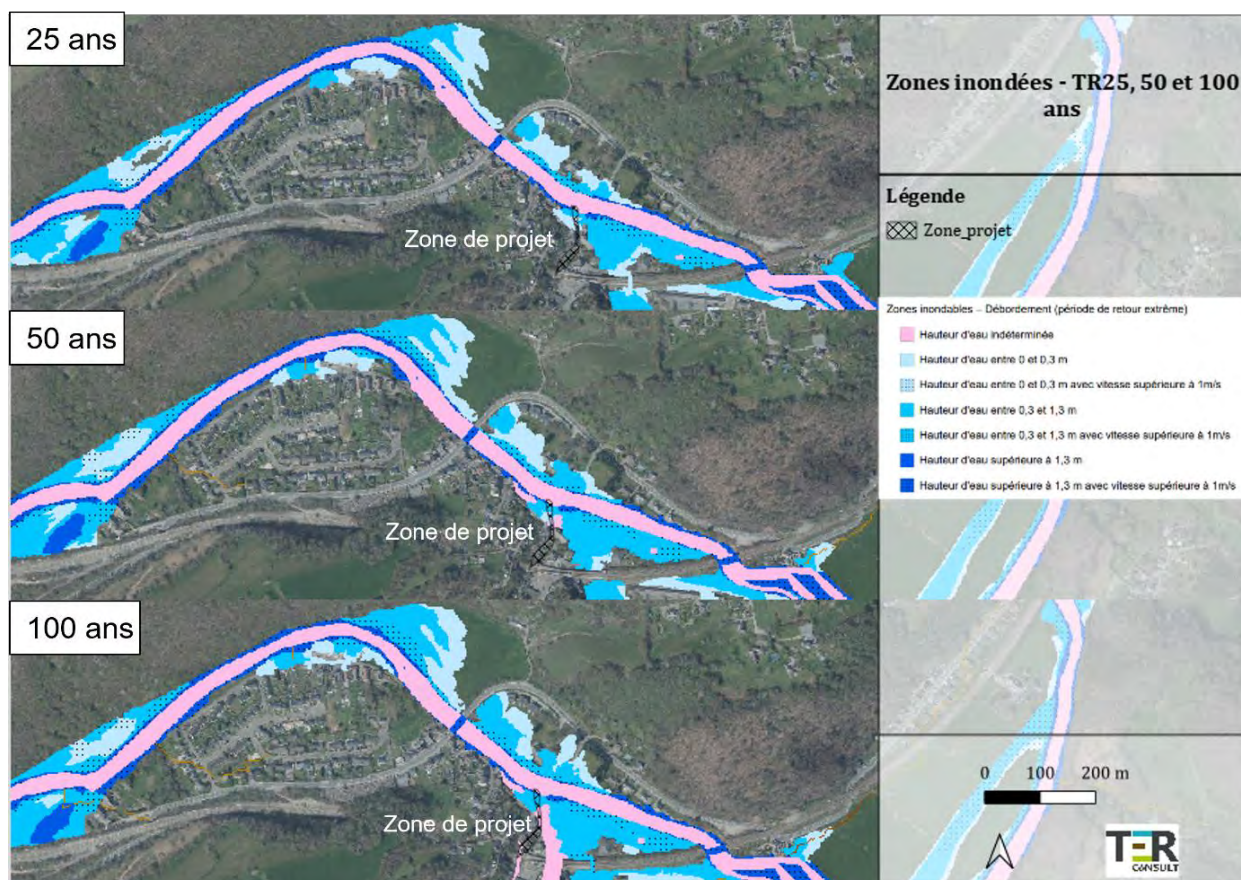 25 ans
Zone de projet
50 ans
Zone de projet
100 ans
Zone de projet
Zones inondées - TR25, 50 et 100
ans
Légende
Zone_projet
Zones inondables – Débordement (période de retour extrême)
Hauteur d'eau indéterminée
Hauteur d'eau entre 0 et 0,3 m
Hauteur d'eau entre 0 et 0,3 m avec vitesse supérieure à 1m/s
Hauteur d'eau entre 0,3 et 1,3 m
Hauteur d'eau entre 0,3 et 1,3 m avec vitesse supérieure à 1m/s
Hauteur d'eau supérieure à 1,3 m
Hauteur d'eau supérieure à 1,3 m avec vitesse supérieure à 1m/s
0 100 200 m
TER
CONSULT